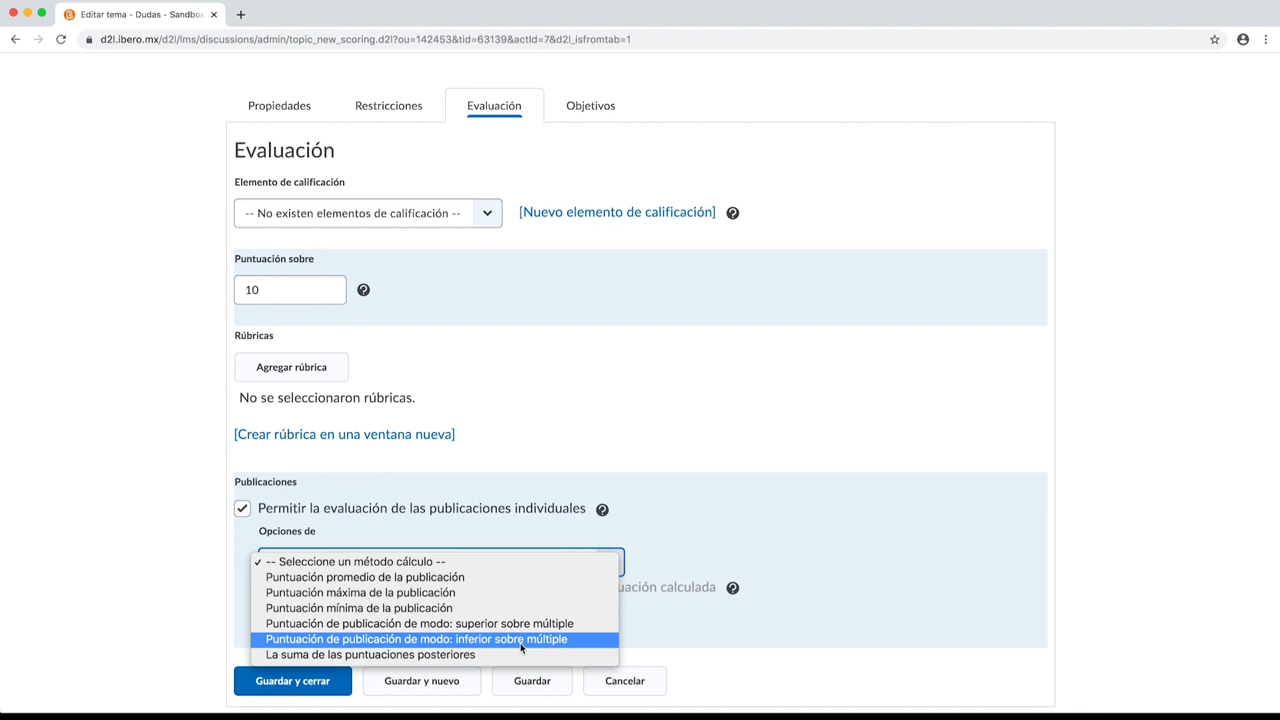 Editar tema - Dudas - Sandbo
d2l.ibero.mx/d2l/lms/discussions/admin/topic_new_scoring.d2l?ou=142453&tid=63139&actId=7&d2l_isfromtab=1
Propiedades Restricciones Evaluación Objetivos
Evaluación
Elemento de calificación
-- No existen elementos de calificación -- [Nuevo elemento de calificación]
Puntuación sobre
10
Rúbricas
Agregar rúbrica
No se seleccionaron rúbricas.
[Crear rúbrica en una ventana nueva]
Publicaciones
Permitir la evaluación de las publicaciones individuales
Opciones de
-- Seleccione un método cálculo --
Puntuación promedio de la publicación
uación calculada
Puntuación máxima de la publicación
Puntuación mínima de la publicación
Puntuación de publicación de modo: superior sobre múltiple
Puntuación de publicación de modo: inferior sobre múltiple
La suma de las puntuaciones posteriores
Guardar y cerrar Guardar y nuevo Guardar Cancelar